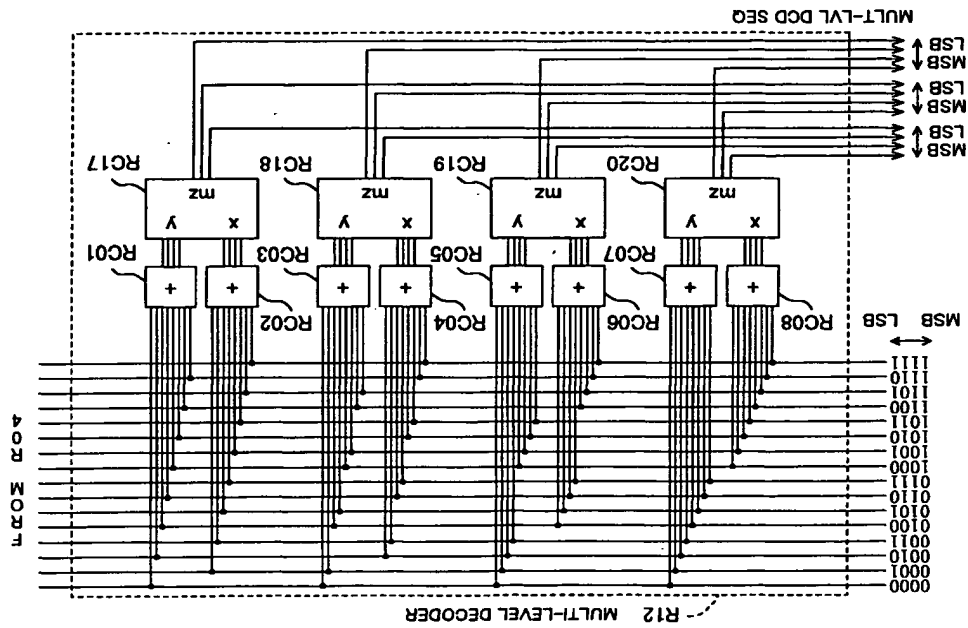 R12 MULTI-LEVEL DECODER
0000
0001
0010
0011
0100
0101
0110
0111
1000
1001
1010
1011
1100
1101
1110
1111
FROM R04
MSB LSB
RC08 RC07 RC06 RC05 RC04 RC03 RC02 RC01
+ + + + + + + +
x y x y x y x y
mz mz mz mz
RC20 RC19 RC18 RC17
MSB
LSB
MSB
LSB
MSB
LSB
MULT-LVL DCD SEQ